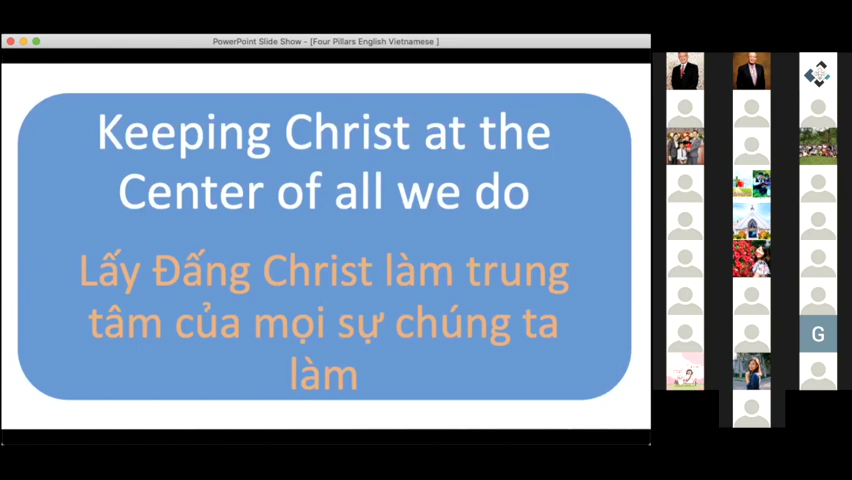 PowerPoint Slide Show - [Four Pillars English Vietnamese ]
Keeping Christ at the
Center of all we do
Lấy Đấng Christ làm trung
tâm của mọi sự chúng ta
làm
G